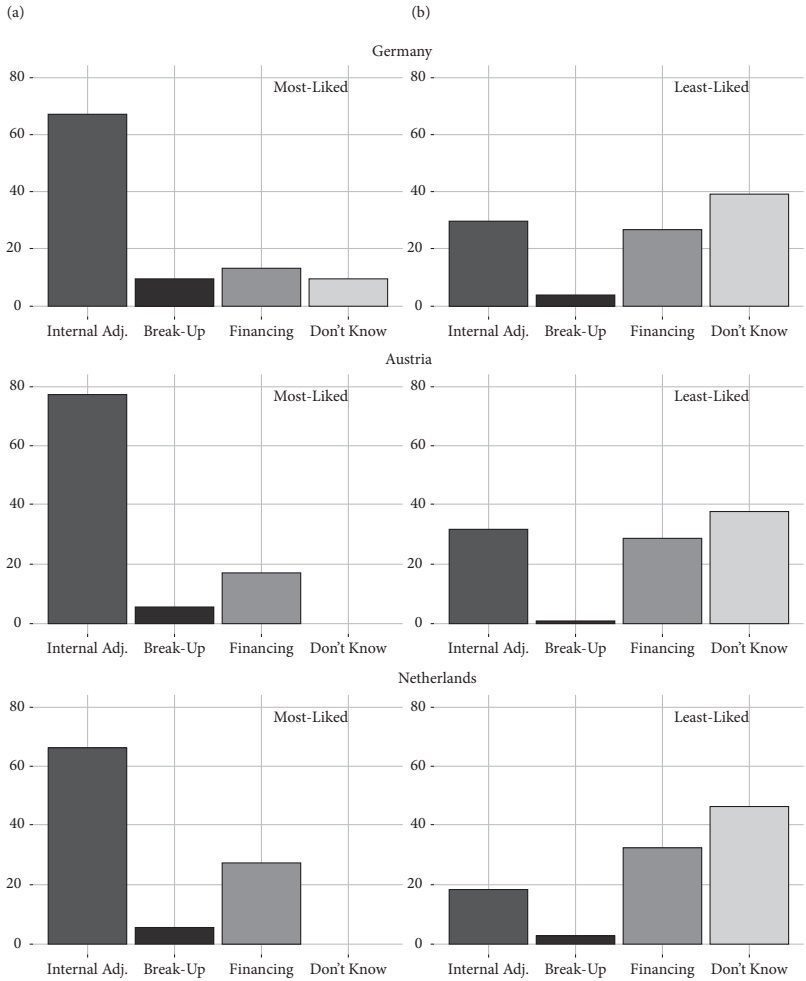 (a) (b)
Germany
80 Most-Liked 80 Least-Liked
60 60
40 40
20 20
0 0
Internal Adj. Break-Up Financing Don't Know Internal Adj. Break-Up Financing Don't Know
Austria
80 Most-Liked 80 Least-Liked
60 60
40 40
20 20
0 0
Internal Adj. Break-Up Financing Don't Know Internal Adj. Break-Up Financing Don't Know
Netherlands
80 Most-Liked 80 Least-Liked
60 60
40 40
20 20
0 0
Internal Adj. Break-Up Financing Don't Know Internal Adj. Break-Up Financing Don't Know